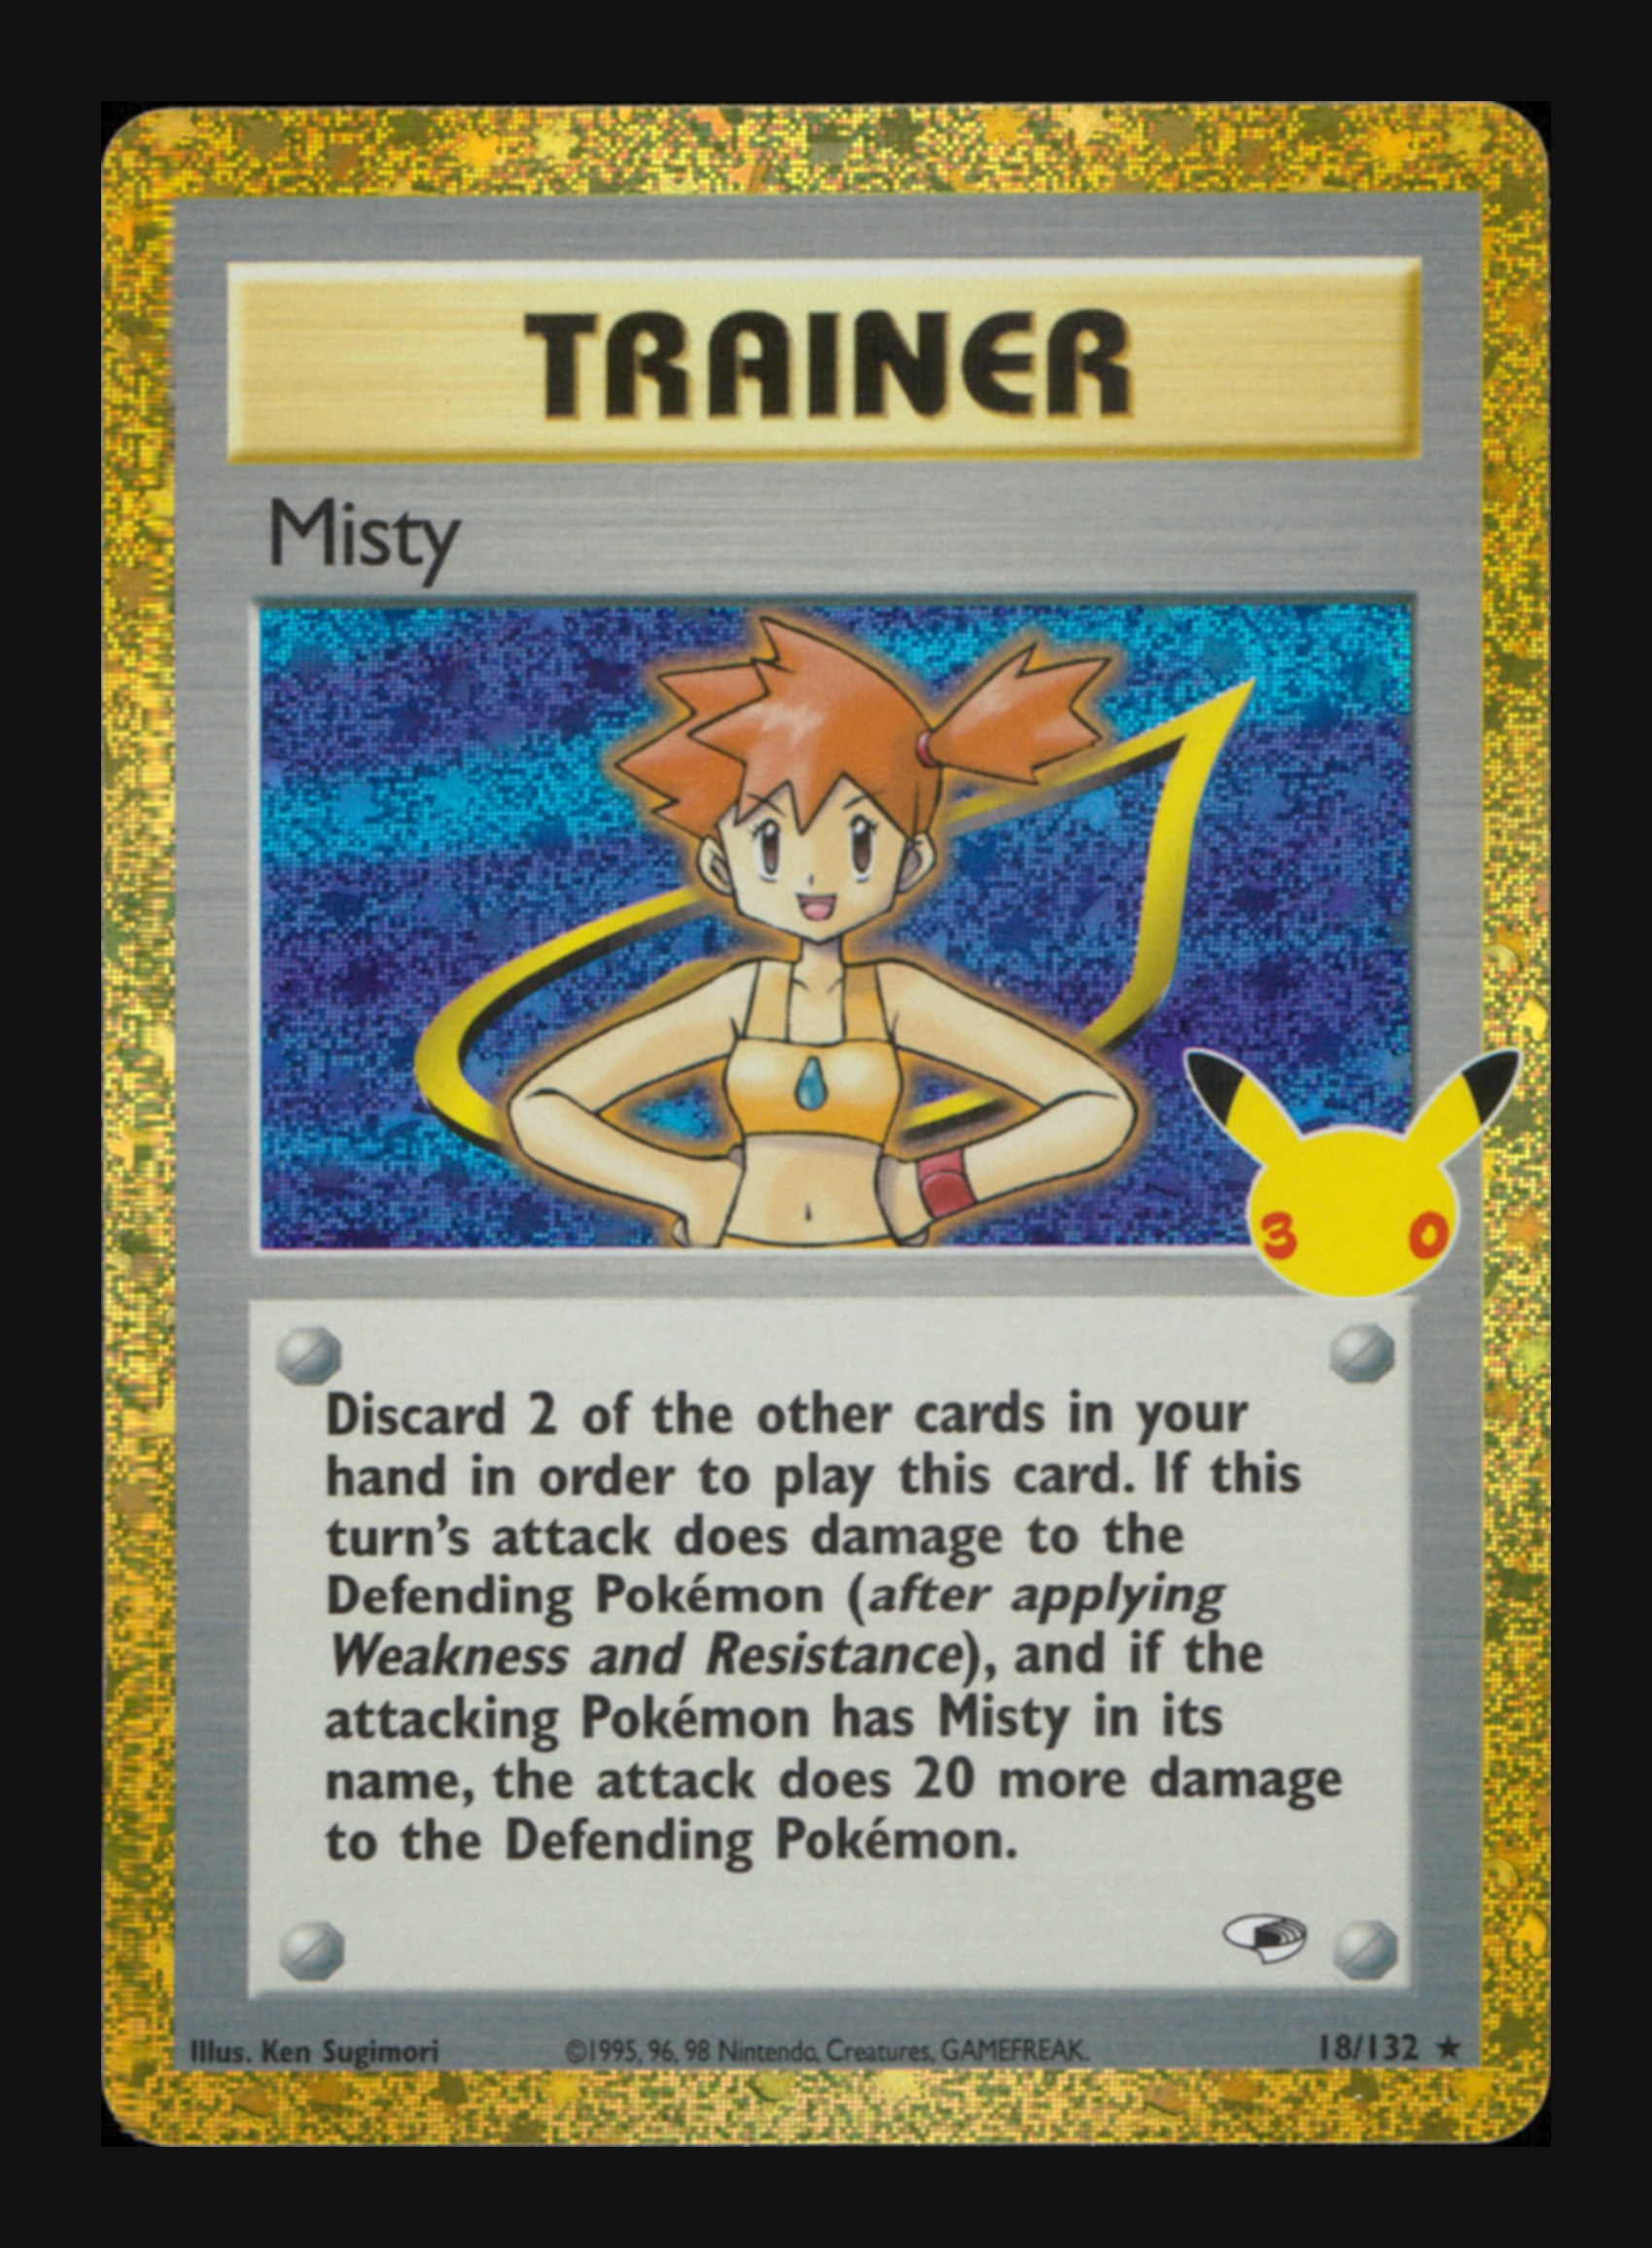 TRAINER
Misty
3 0
Discard 2 of the other cards in your
hand in order to play this card. If this
turn's attack does damage to the
Defending Pokémon (after applying
Weakness and Resistance), and if the
attacking Pokémon has Misty in its
name, the attack does 20 more damage
to the Defending Pokémon.
Illus. Ken Sugimori ©1995, 96, 98 Nintendo, Creatures, GAMEFREAK. 18/132 ★